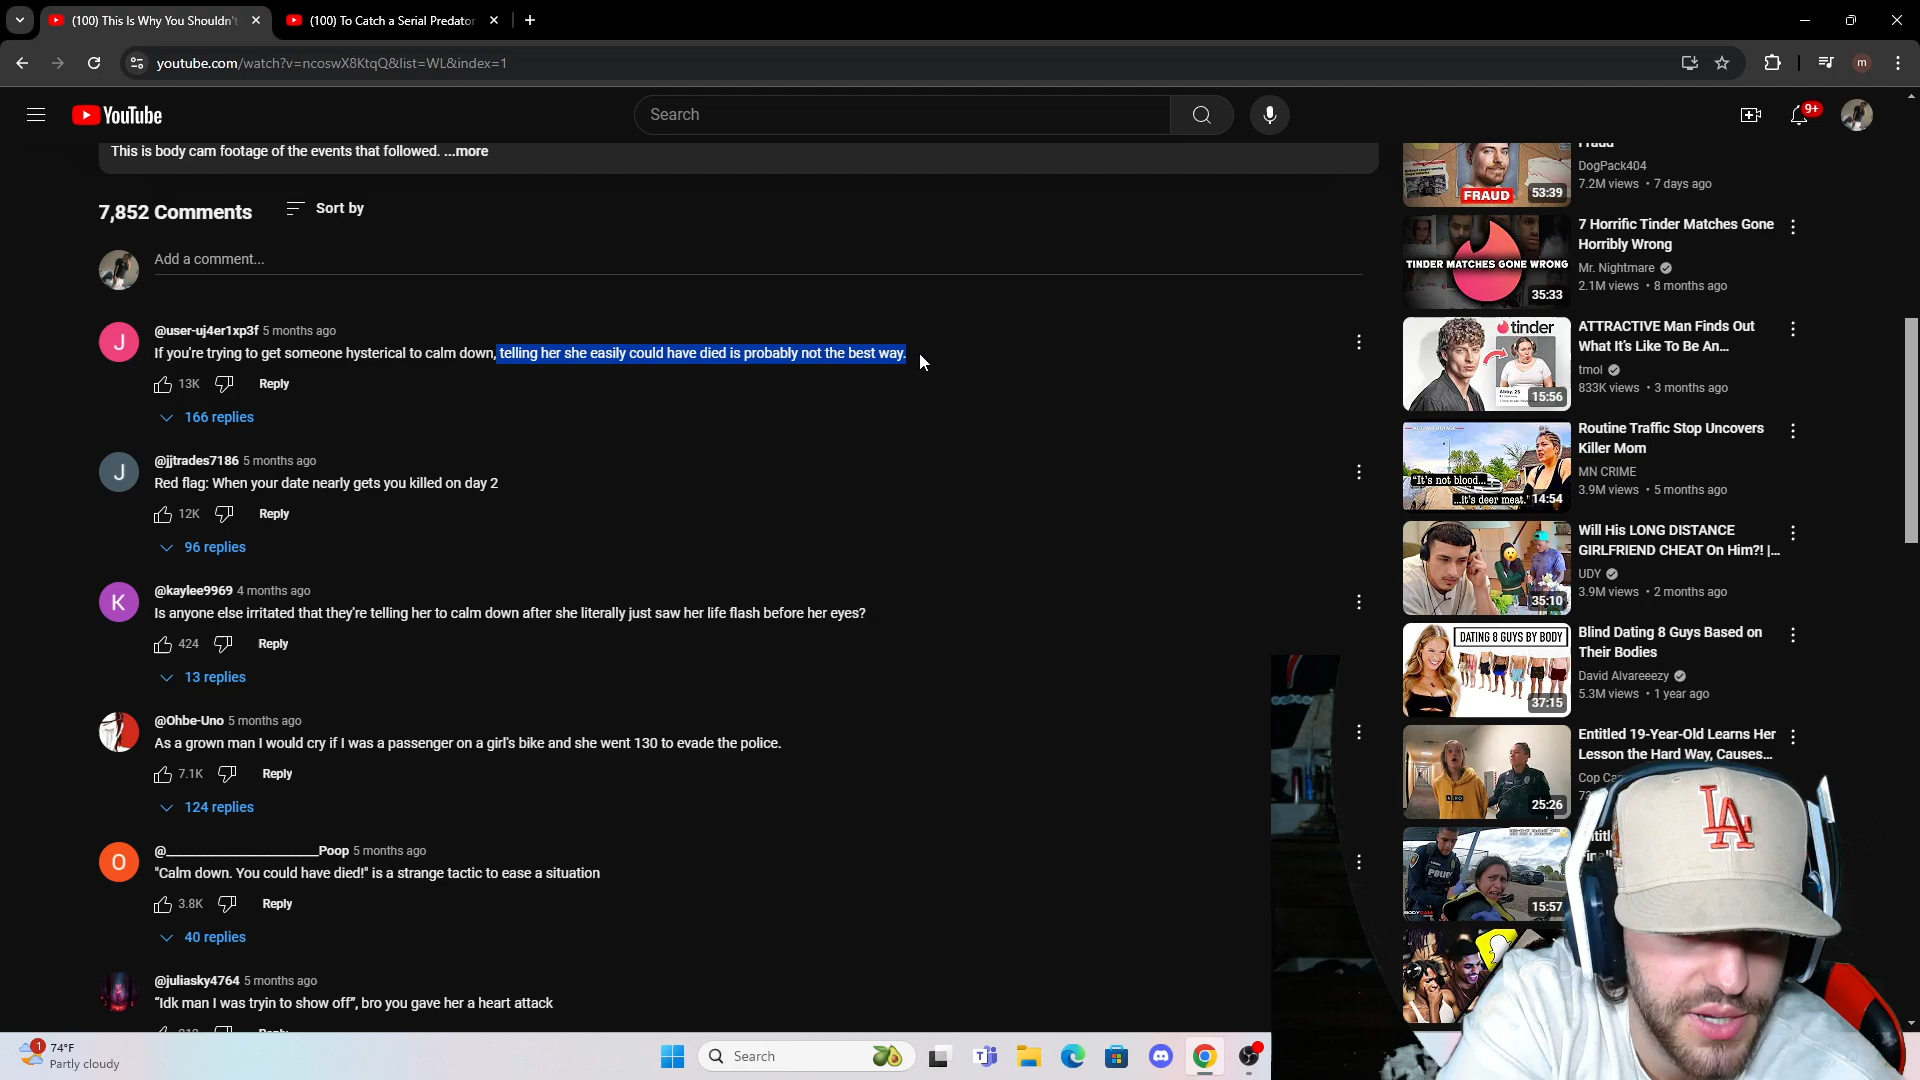 (100) This Is Why You Shouldn't
(100) To Catch a Serial Predator
youtube.com/watch?v=ncoswX8KtqQ&list=WL&index=1
m
YouTube
Search
9+
This is body cam footage of the events that followed. ...more
7,852 Comments
Sort by
Add a comment...
J
@user-uj4er1xp3f 5 months ago
If you're trying to get someone hysterical to calm down, telling her she easily could have died is probably not the best way.
13K
Reply
166 replies
J
@jjtrades7186 5 months ago
Red flag: When your date nearly gets you killed on day 2
12K
Reply
96 replies
K
@kaylee9969 4 months ago
Is anyone else irritated that they're telling her to calm down after she literally just saw her life flash before her eyes?
424
Reply
13 replies
@Ohbe-Uno 5 months ago
As a grown man I would cry if I was a passenger on a girl's bike and she went 130 to evade the police.
7.1K
Reply
124 replies
O
@______________________Poop 5 months ago
"Calm down. You could have died!" is a strange tactic to ease a situation
3.8K
Reply
40 replies
@juliasky4764 5 months ago
"Idk man I was tryin to show off", bro you gave her a heart attack
Reply
FRAUD
53:39
Fraud
DogPack404
7.2M views • 7 days ago
TINDER MATCHES GONE WRONG
35:33
7 Horrific Tinder Matches Gone
Horribly Wrong
Mr. Nightmare
2.1M views • 8 months ago
tinder
Abby, 25
15:56
ATTRACTIVE Man Finds Out
What It's Like To Be An...
tmol
833K views • 3 months ago
"It's not blood...
...it's deer meat."
14:54
Routine Traffic Stop Uncovers
Killer Mom
MN CRIME
3.9M views • 5 months ago
35:10
Will His LONG DISTANCE
GIRLFRIEND CHEAT On Him?! |...
UDY
3.9M views • 2 months ago
DATING 8 GUYS BY BODY
37:15
Blind Dating 8 Guys Based on
Their Bodies
David Alvareeezy
5.3M views • 1 year ago
25:26
Entitled 19-Year-Old Learns Her
Lesson the Hard Way, Causes...
Cop Ca
POLICE
15:57
LA
1
74°F
Partly cloudy
Search